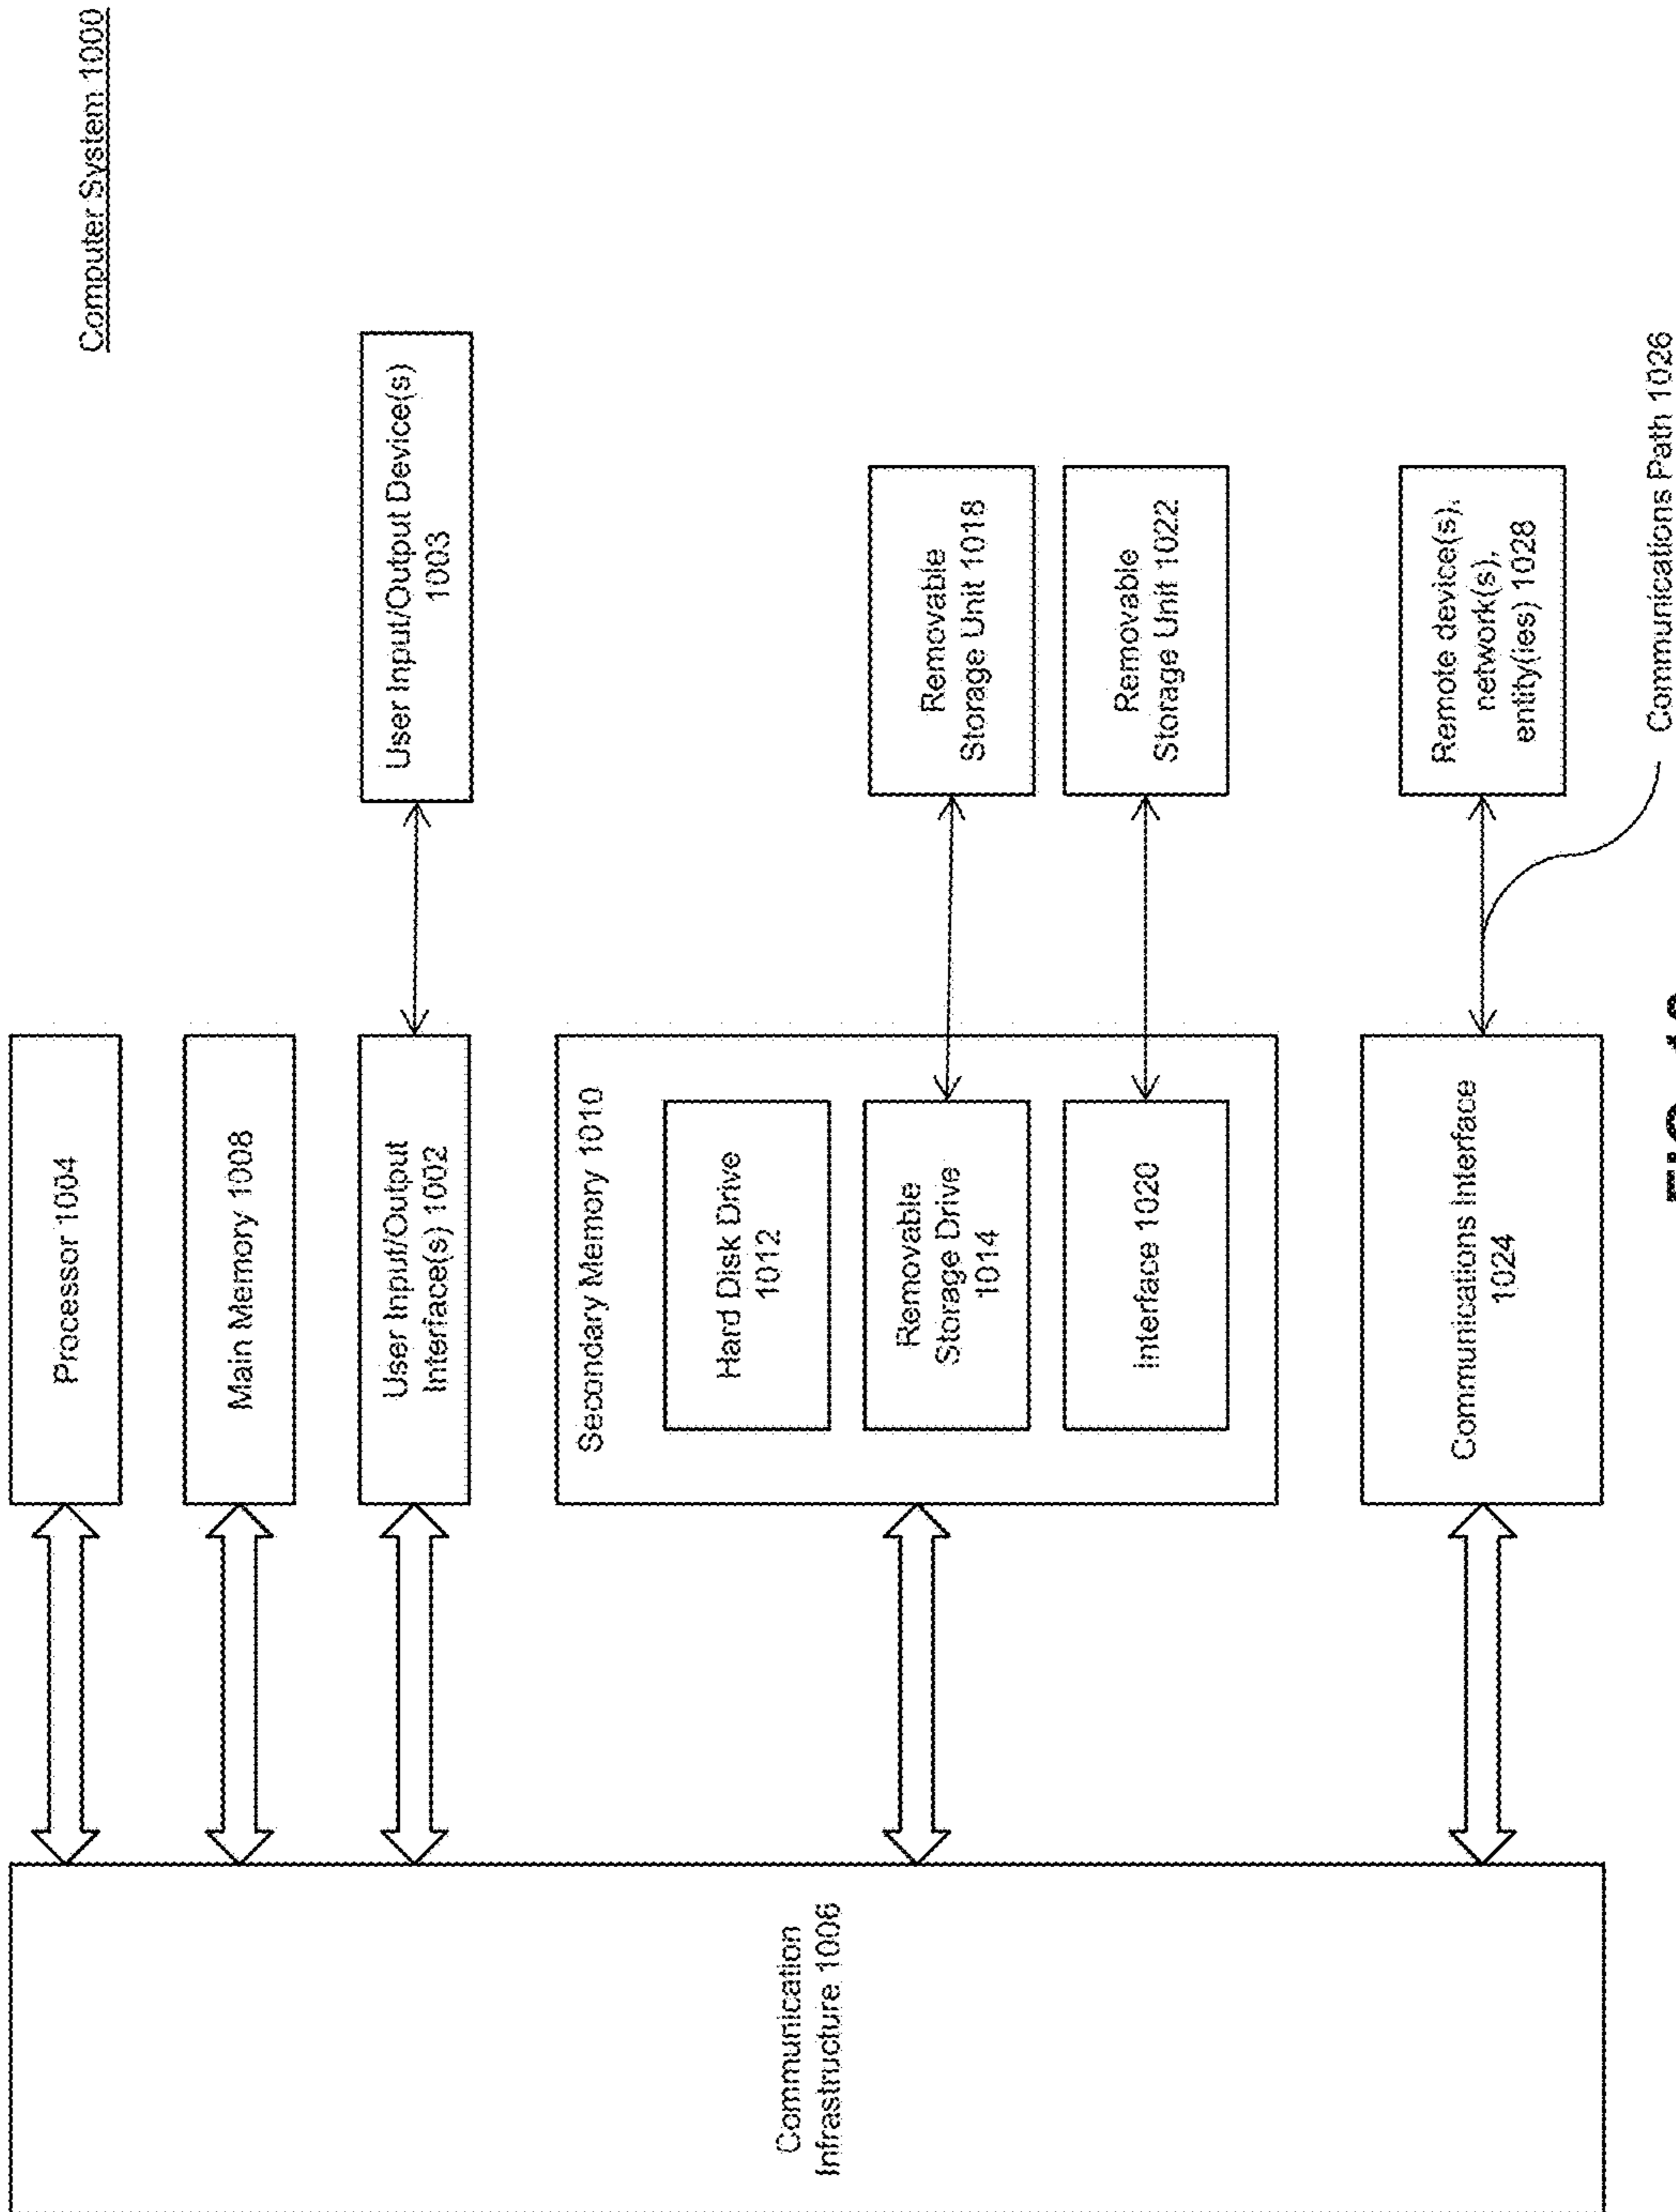 Computer System 1000
Processor 1004
Main Memory 1008
User Input/Output
Interface(s) 1002
User Input/Output Device(s)
1003
Communication
Infrastructure 1006
Secondary Memory 1010
Hard Disk Drive
1012
Removable
Storage Drive
1014
Removable
Storage Unit 1018
Interface 1020
Removable
Storage Unit 1022
Communications Interface
1024
Remote device(s),
network(s),
entity(ies) 1028
Communications Path 1026